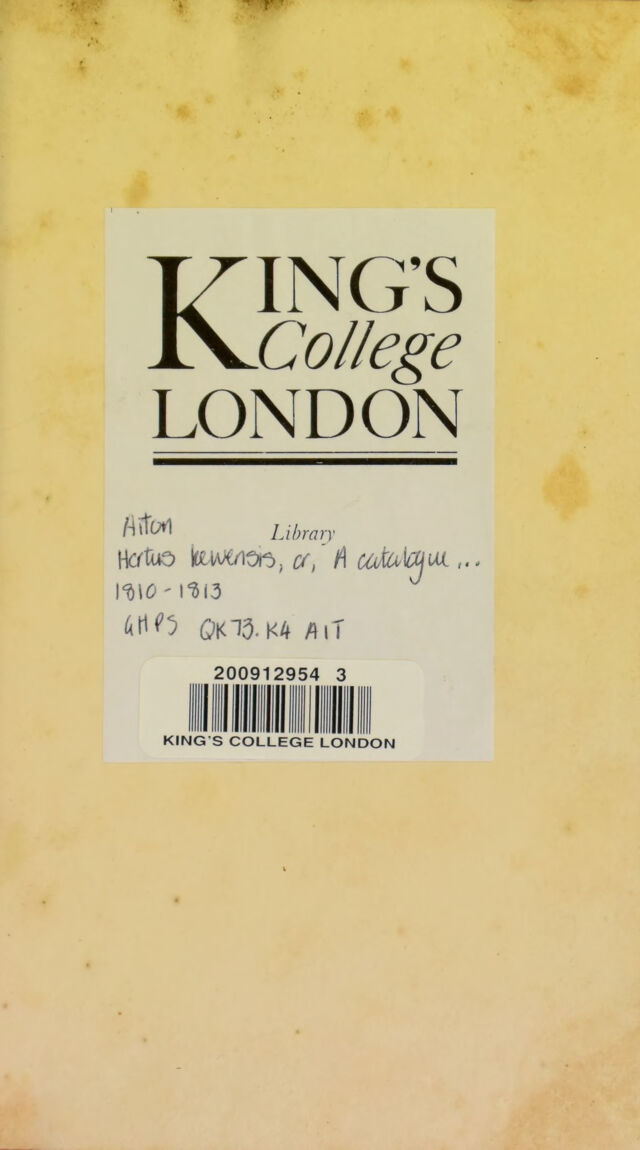 KING'S
College
LONDON
Library
Aiton
Hortus kewensis, or, A catalogue ...
1810-1813
GHPS QK73.K4 AIT
200912954 3
KING'S COLLEGE LONDON